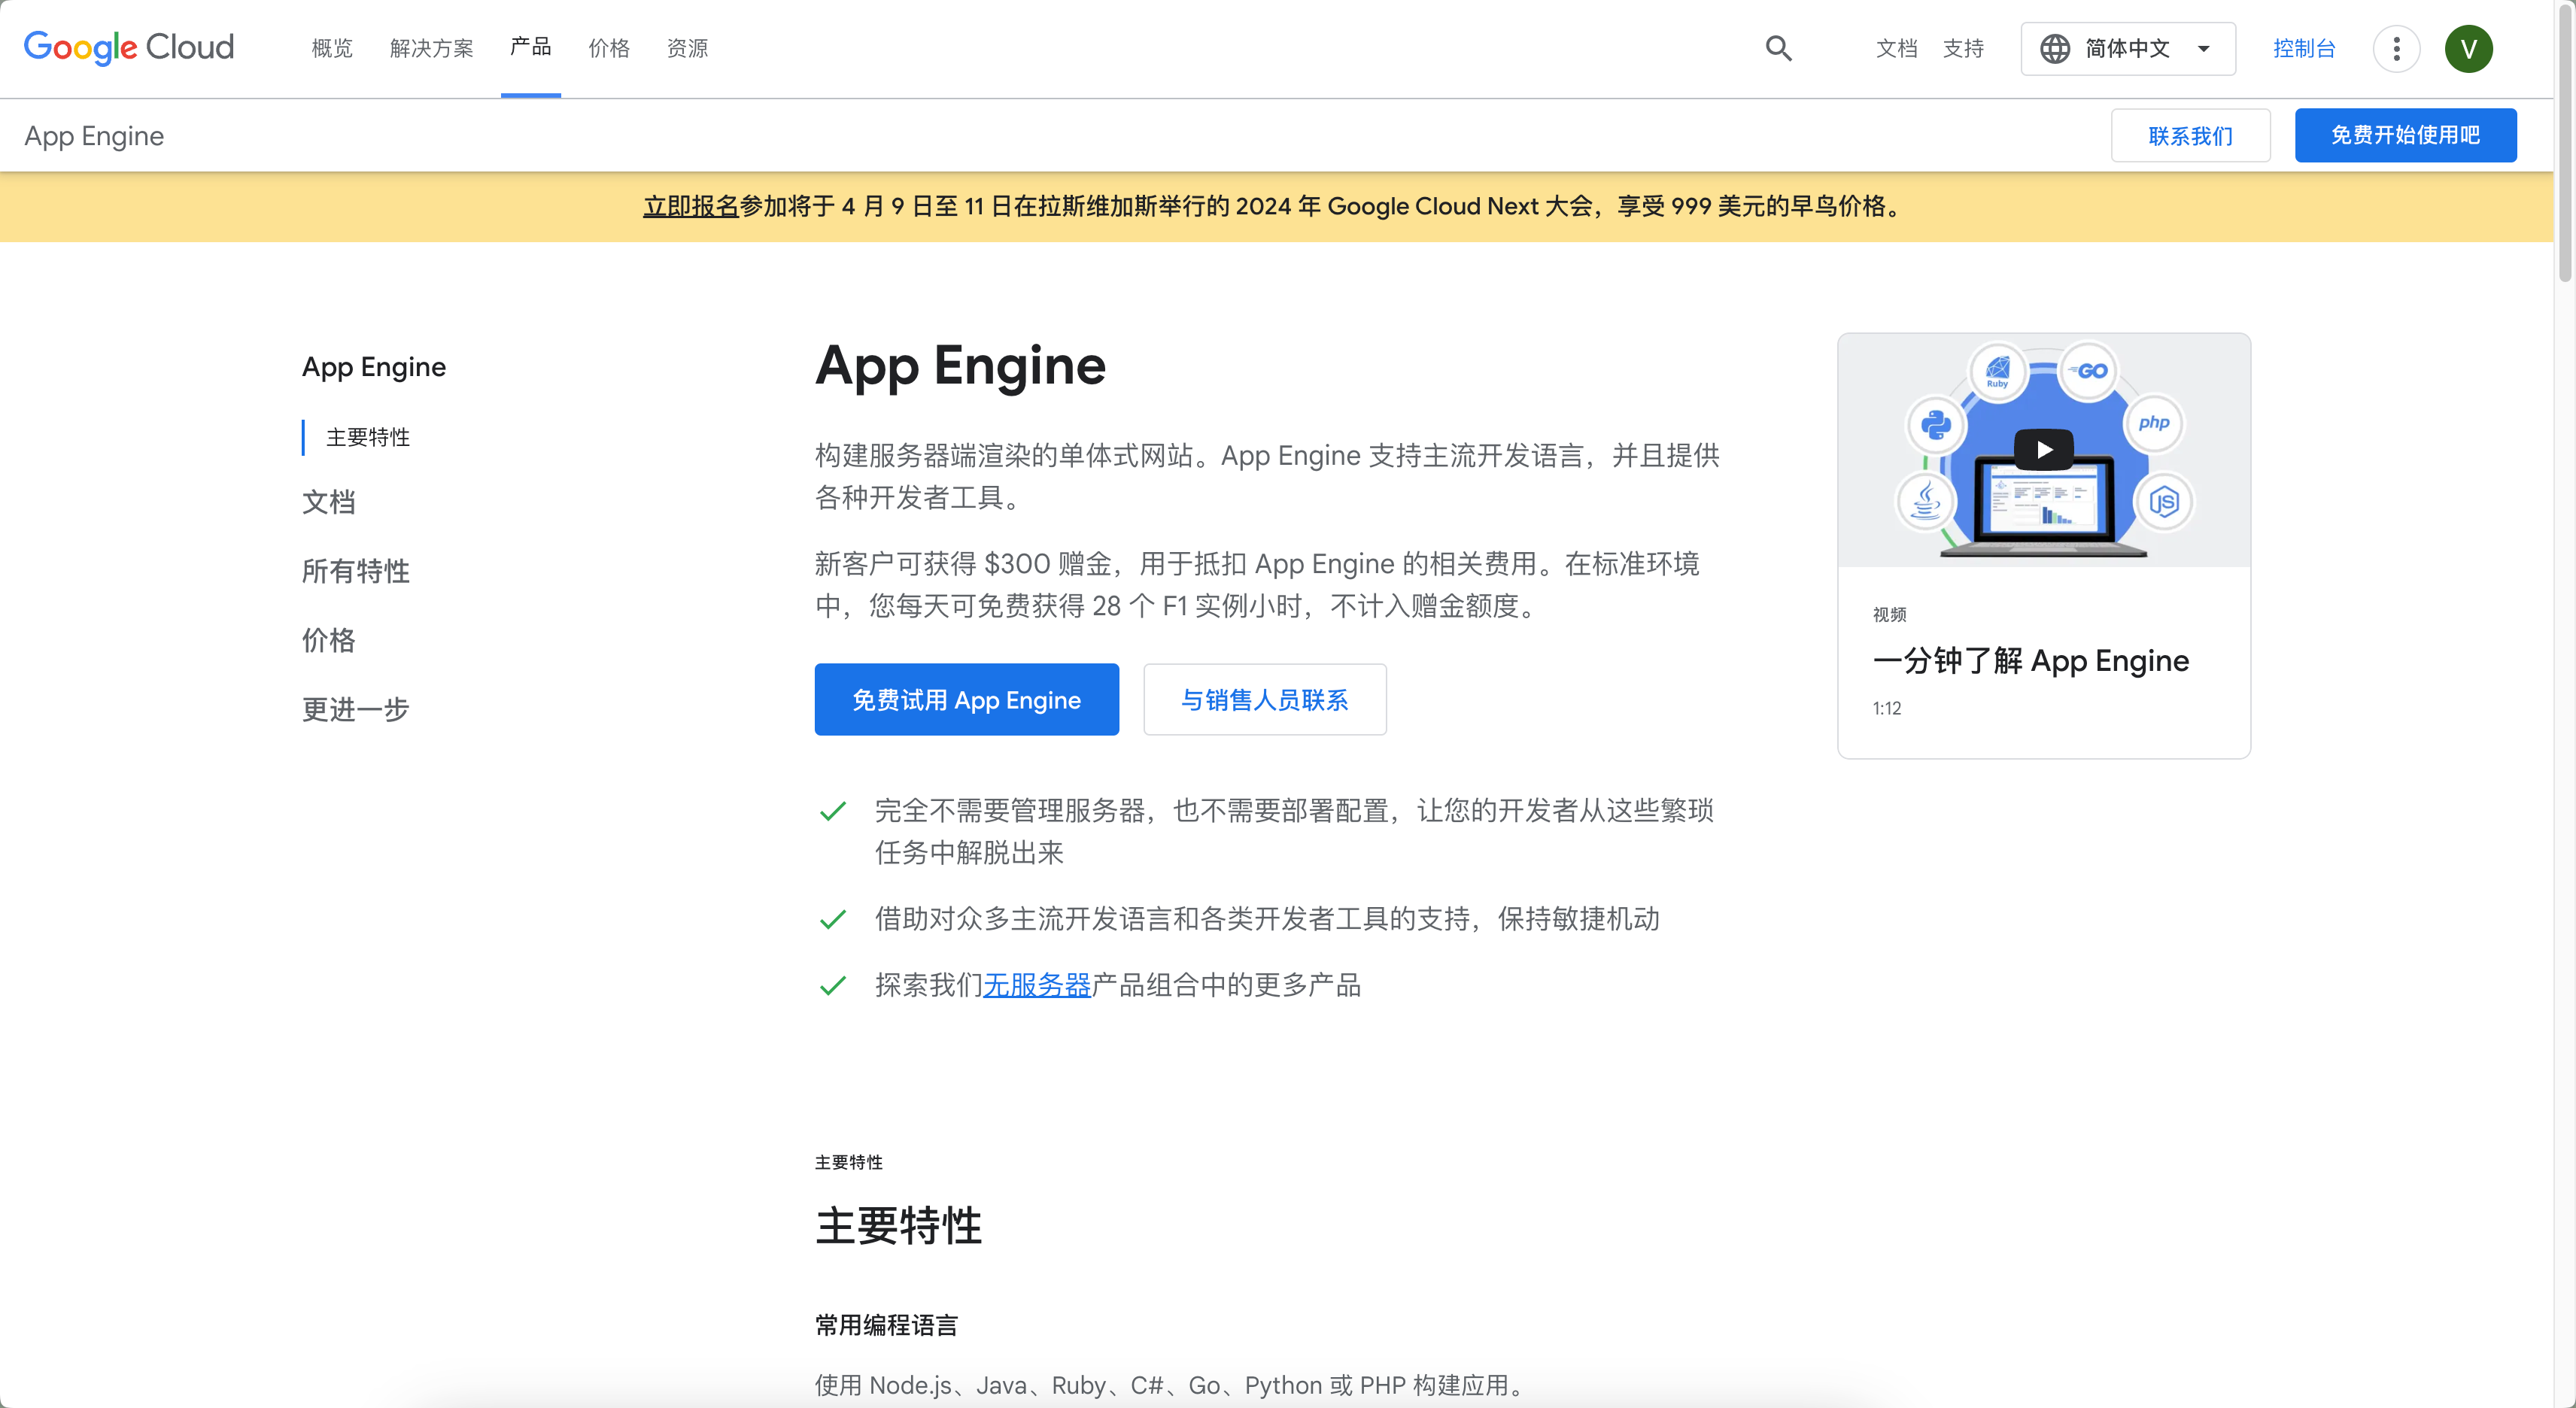 Google Cloud
概览 解决方案 产品 价格 资源
文档 支持 简体中文 控制台 V
App Engine
联系我们 免费开始使用吧
立即报名参加将于 4 月 9 日至 11 日在拉斯维加斯举行的 2024 年 Google Cloud Next 大会，享受 999 美元的早鸟价格。
App Engine
主要特性
文档
所有特性
价格
更进一步
App Engine
构建服务器端渲染的单体式网站。App Engine 支持主流开发语言，并且提供
各种开发者工具。
新客户可获得 $300 赠金，用于抵扣 App Engine 的相关费用。在标准环境
中，您每天可免费获得 28 个 F1 实例小时，不计入赠金额度。
免费试用 App Engine 与销售人员联系
完全不需要管理服务器，也不需要部署配置，让您的开发者从这些繁琐
任务中解脱出来
借助对众多主流开发语言和各类开发者工具的支持，保持敏捷机动
探索我们无服务器产品组合中的更多产品
Ruby
GO
php
JS
视频
一分钟了解 App Engine
1:12
主要特性
主要特性
常用编程语言
使用 Node.js、Java、Ruby、C#、Go、Python 或 PHP 构建应用。